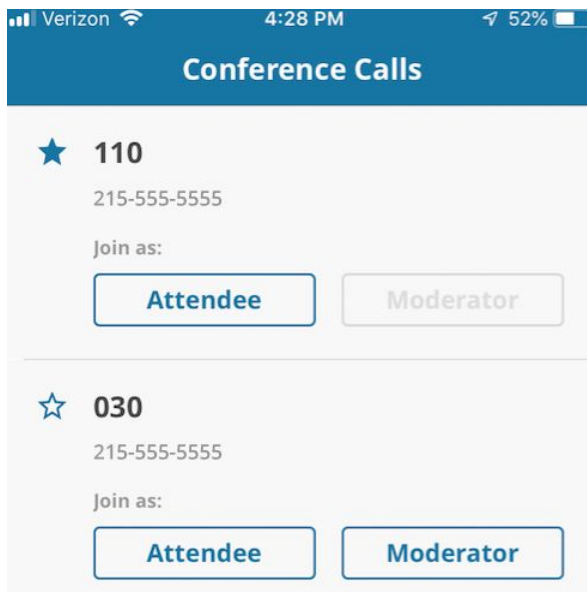 Verizon 4:28 PM 52%
Conference Calls
110
215-555-5555
Join as:
Attendee Moderator
030
215-555-5555
Join as:
Attendee Moderator